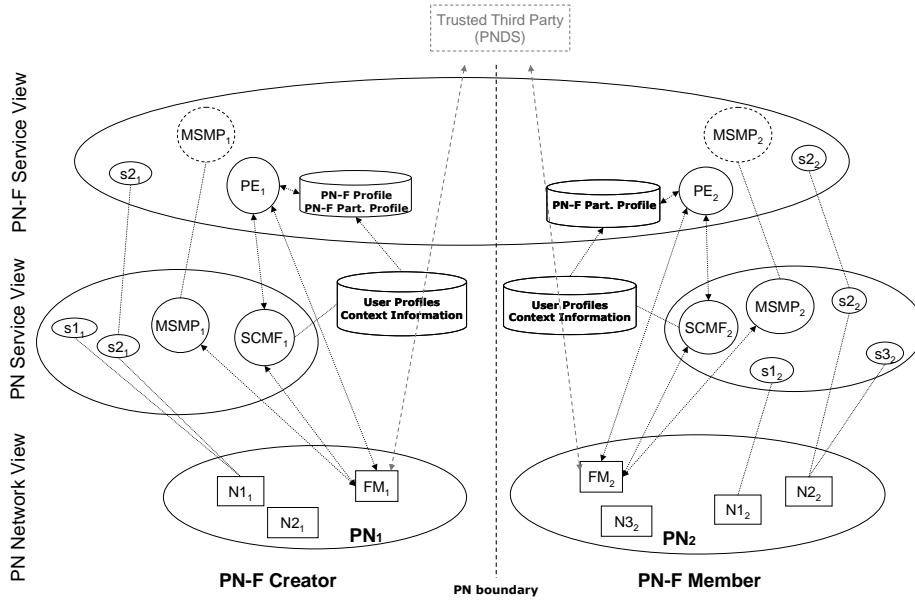 Trusted Third Party
(PNDS)
PN-F Service View
MSMP1
MSMP2
s21
s22
PE1
PE2
PN-F Profile
PN-F Part. Profile
PN-F Part. Profile
PN Service View
User Profiles
Context Information
User Profiles
Context Information
s11
s21
MSMP1
SCMF1
SCMF2
MSMP2
s22
s12
s32
PN Network View
N11
N21
FM1
PN1
FM2
N32
N12
N22
PN2
PN-F Creator
PN boundary
PN-F Member